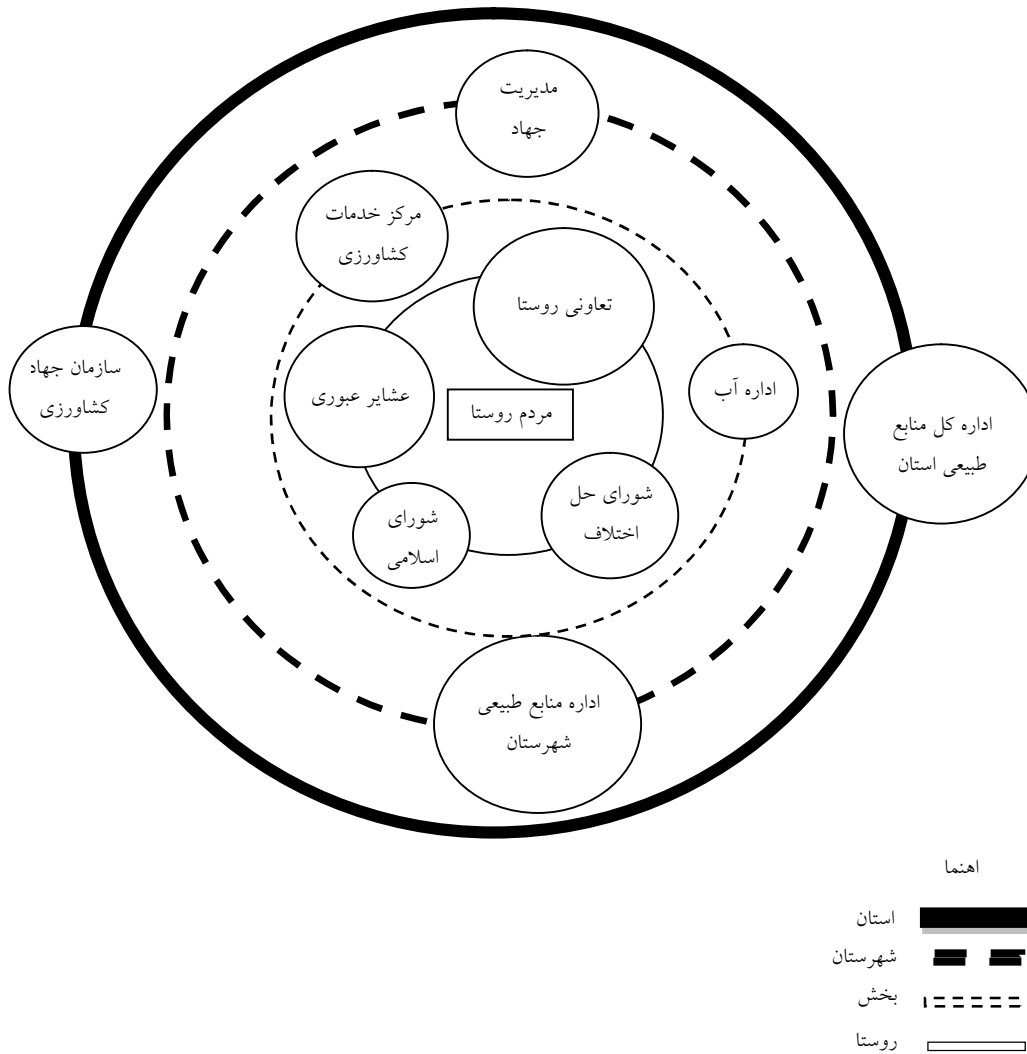 مدیریت
جهاد
مرکز خدمات
کشاورزی
تعاونی روستا
سازمان جهاد
کشاورزی
عشایر عبوری
مردم روستا
اداره آب
اداره کل منابع
طبیعی استان
شورای حل
اختلاف
شورای
اسلامی
اداره منابع طبیعی
شهرستان
اهنما
استان
شهرستان
بخش
روستا